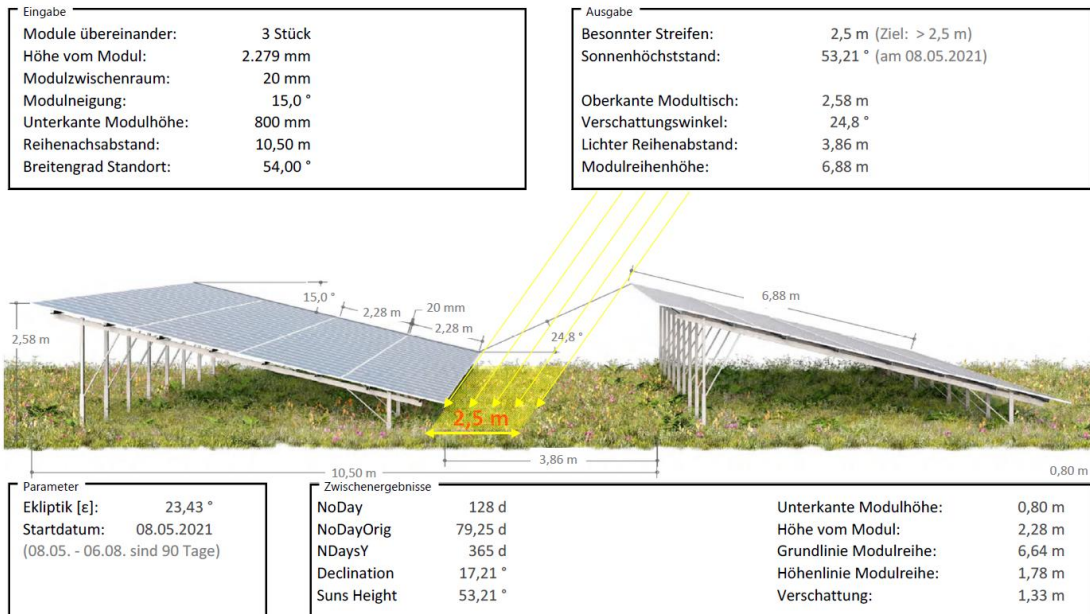 Eingabe
Module übereinander: 3 Stück
Höhe vom Modul: 2.279 mm
Modulzwischenraum: 20 mm
Modulneigung: 15,0 °
Unterkante Modulhöhe: 800 mm
Reihenachsabstand: 10,50 m
Breitengrad Standort: 54,00 °
Ausgabe
Besonnter Streifen: 2,5 m (Ziel: > 2,5 m)
Sonnenhöchststand: 53,21 ° (am 08.05.2021)
Oberkante Modultisch: 2,58 m
Verschattungswinkel: 24,8 °
Lichter Reihenabstand: 3,86 m
Modulreihenhöhe: 6,88 m
15,0 °
2,28 m
20 mm
2,28 m
24,8 °
6,88 m
2,58 m
2,5 m
3,86 m
10,50 m
0,80 m
Parameter
Ekliptik [ε]: 23,43 °
Startdatum: 08.05.2021
(08.05. - 06.08. sind 90 Tage)
Zwischenergebnisse
NoDay 128 d
NoDayOrig 79,25 d
NDaysY 365 d
Declination 17,21 °
Suns Height 53,21 °
Unterkante Modulhöhe: 0,80 m
Höhe vom Modul: 2,28 m
Grundlinie Modulreihe: 6,64 m
Höhenlinie Modulreihe: 1,78 m
Verschattung: 1,33 m